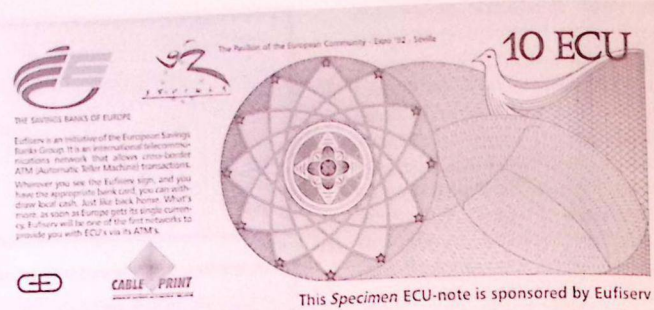 The Pavilion of the European Community - Expo '92 - Sevilla
10 ECU
92
THE SAVINGS BANKS OF EUROPE
Eufiserv is an initiative of the European Savings
Banks Group. It is an international telecommu-
nications network that allows cross-border
ATM (Automatic Teller Machine) transactions.
Wherever you see the Eufiserv sign, and you
have the appropriate bank card, you can with-
draw local cash. Just like back home. What's
more, as soon as Europe gets its single curren-
cy, Eufiserv will be one of the first networks to
provide you with ECU's via its ATM's.
CABLE PRINT
This Specimen ECU-note is sponsored by Eufiserv